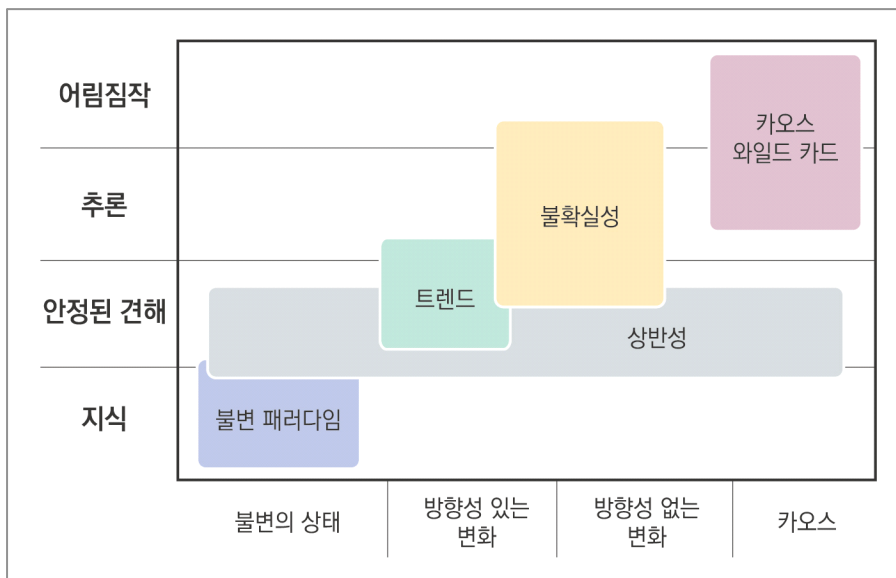 어림짐작
카오스
와일드 카드
추론
불확실성
안정된 견해
트렌드
상반성
지식
불변 패러다임
불변의 상태
방향성 있는
변화
방향성 없는
변화
카오스